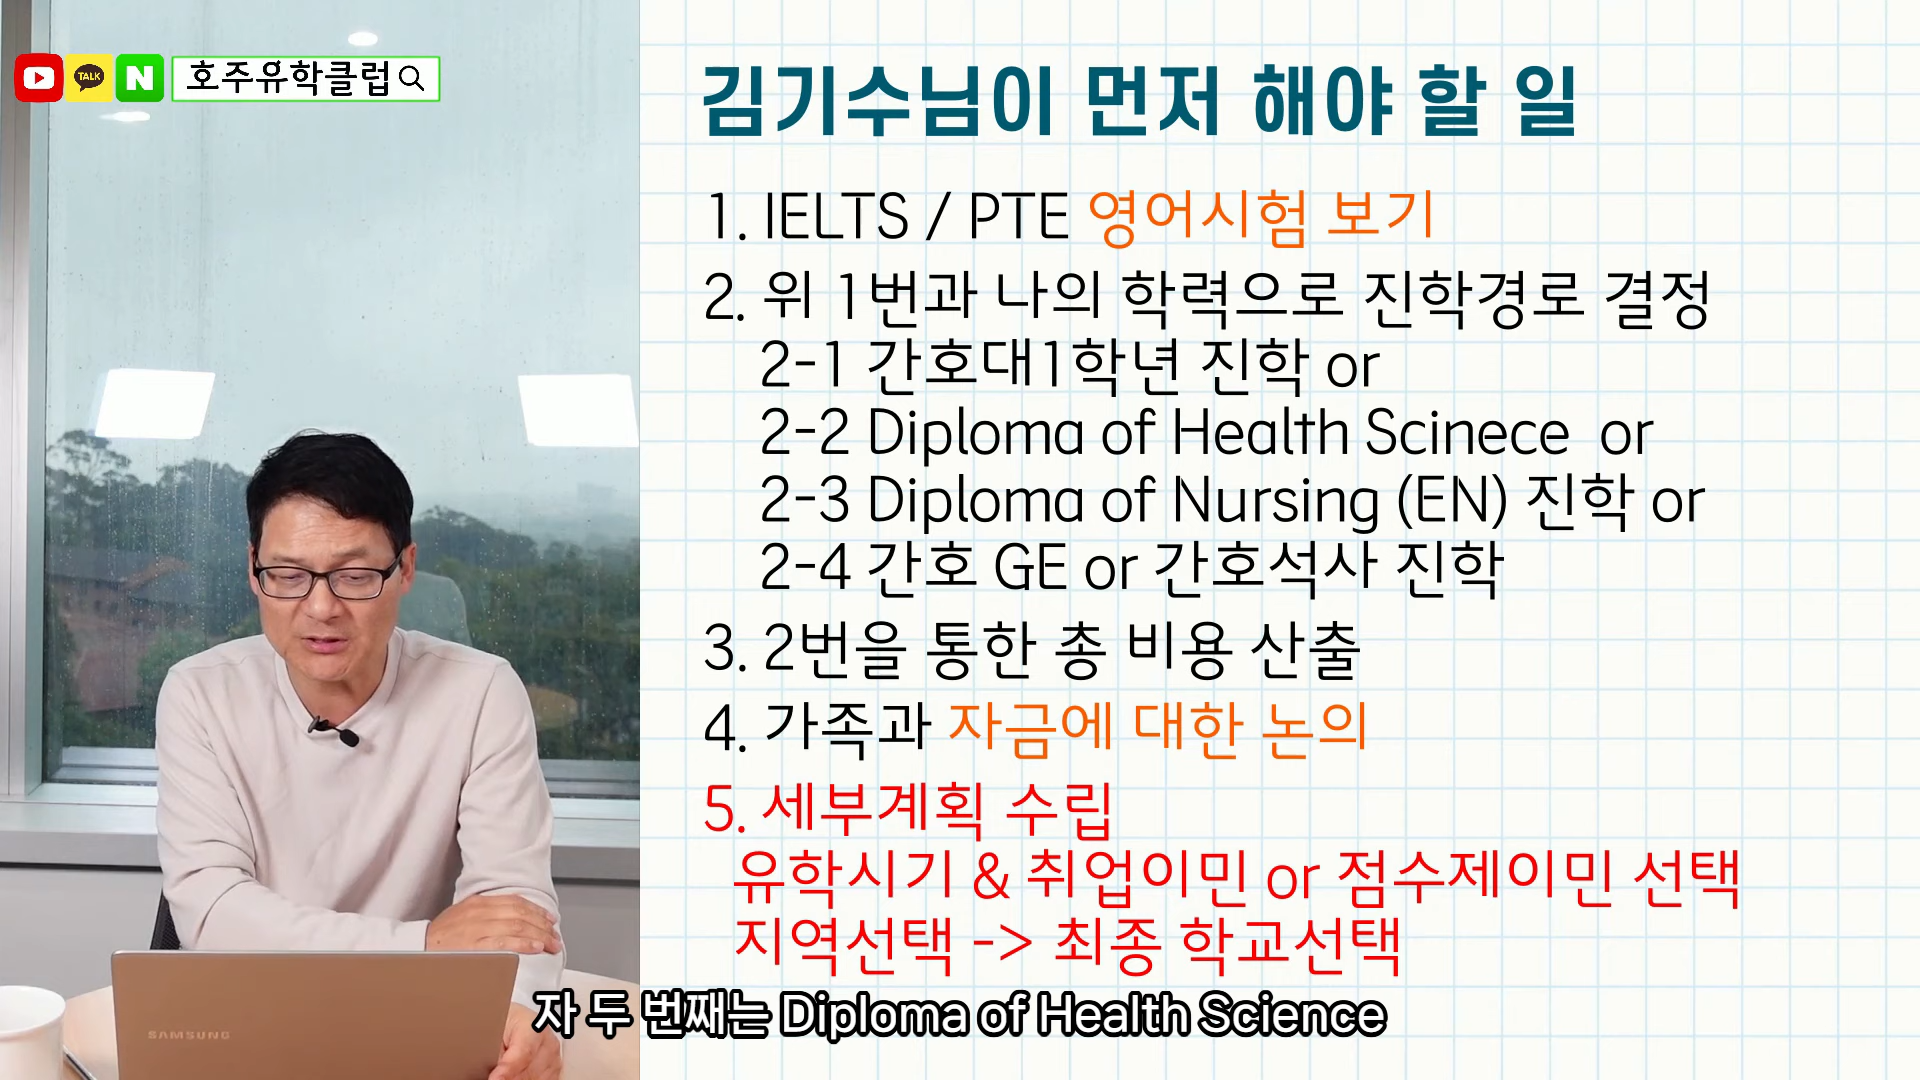 TALK
N
호주유학클럽
김기수님이 먼저 해야 할 일
1. IELTS / PTE 영어시험 보기
2. 위 1번과 나의 학력으로 진학경로 결정
2-1 간호대1학년 진학 or
2-2 Diploma of Health Scinece or
2-3 Diploma of Nursing (EN) 진학 or
2-4 간호 GE or 간호석사 진학
3. 2번을 통한 총 비용 산출
4. 가족과 자금에 대한 논의
5. 세부계획 수립
유학시기 & 취업이민 or 점수제이민 선택
지역선택 -> 최종 학교선택
SAMSUNG
자 두 번째는 Diploma of Health Science